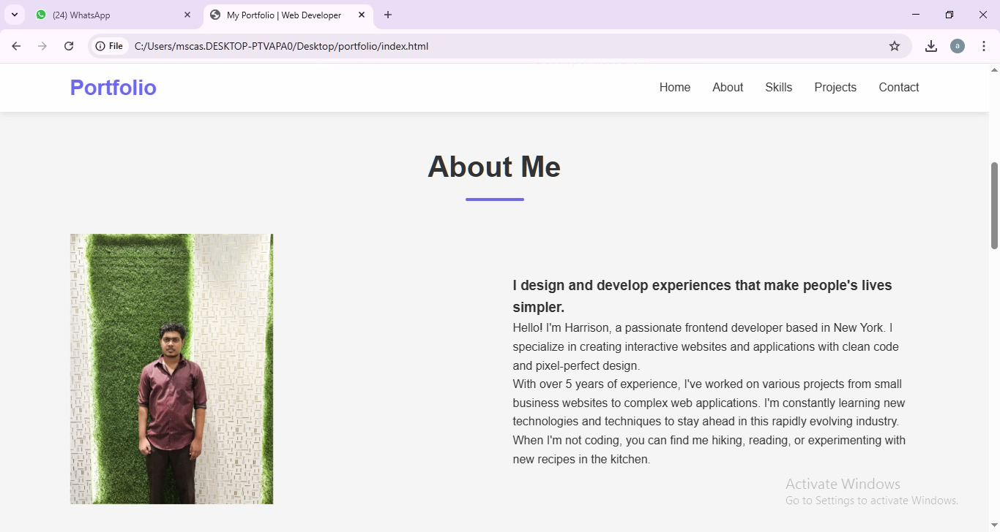 (24) WhatsApp
My Portfolio | Web Developer
File
C:/Users/mscas.DESKTOP-PTVAPA0/Desktop/portfolio/index.html
a
Portfolio
Home
About
Skills
Projects
Contact
About Me
I design and develop experiences that make people's lives
simpler.
Hello! I'm Harrison, a passionate frontend developer based in New York. I
specialize in creating interactive websites and applications with clean code
and pixel-perfect design.
With over 5 years of experience, I've worked on various projects from small
business websites to complex web applications. I'm constantly learning new
technologies and techniques to stay ahead in this rapidly evolving industry.
When I'm not coding, you can find me hiking, reading, or experimenting with
new recipes in the kitchen.
Activate Windows
Go to Settings to activate Windows.